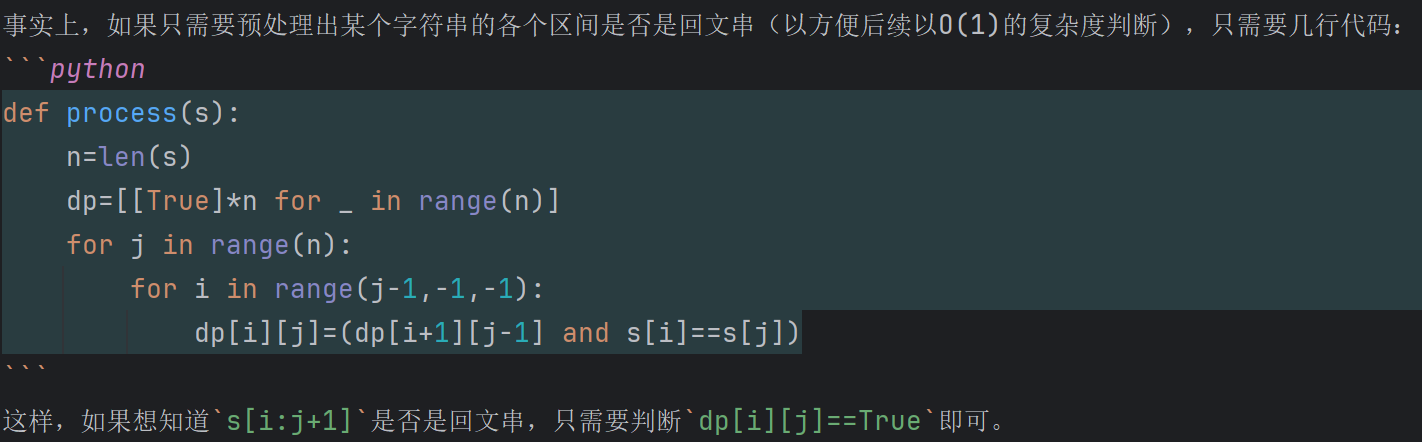 事实上，如果只需要预处理出某个字符串的各个区间是否是回文串（以方便后续以O(1)的复杂度判断），只需要几行代码：
```python
def process(s):
    n=len(s)
    dp=[[True]*n for _ in range(n)]
    for j in range(n):
        for i in range(j-1,-1,-1):
            dp[i][j]=(dp[i+1][j-1] and s[i]==s[j])
```
这样，如果想知道`s[i:j+1]`是否是回文串，只需要判断`dp[i][j]==True`即可。